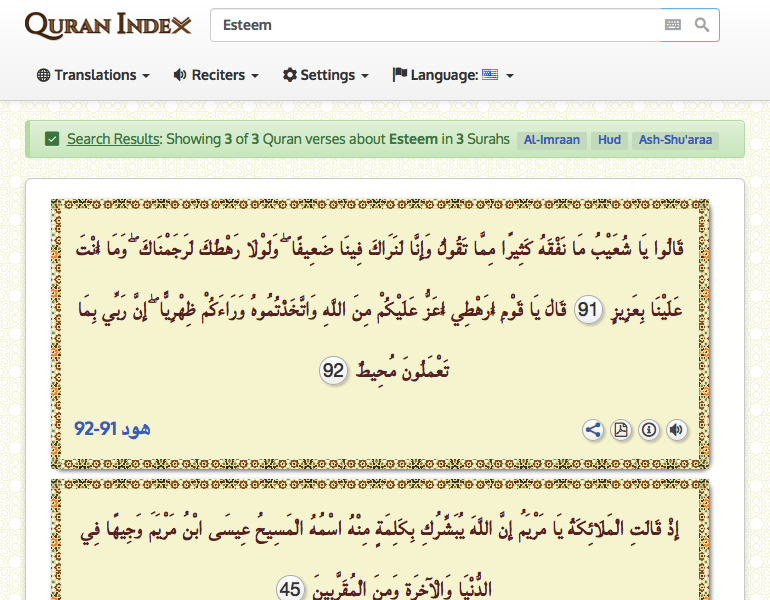 QURAN INDEX
Esteem
Translations Reciters Settings Language:
Search Results: Showing 3 of 3 Quran verses about Esteem in 3 Surahs Al-Imraan Hud Ash-Shu'araa
قَالُوا يَا شُعَيْبُ مَا نَفْقَهُ كَثِيرًا مِمَّا تَقُولُ وَإِنَّا لَنَرَاكَ فِينَا ضَعِيفًا ۖ وَلَوْلَا رَهْطُكَ لَرَجَمْنَاكَ ۖ وَمَا أَنْتَ
عَلَيْنَا بِعَزِيزٍ 91 قَالَ يَا قَوْمِ أَرَهْطِي أَعَزُّ عَلَيْكُمْ مِنَ اللَّهِ وَاتَّخَذْتُمُوهُ وَرَاءَكُمْ ظِهْرِيًّا ۖ إِنَّ رَبِّي بِمَا
تَعْمَلُونَ مُحِيطٌ 92
هود 91-92
إِذْ قَالَتِ الْمَلَائِكَةُ يَا مَرْيَمُ إِنَّ اللَّهَ يُبَشِّرُكِ بِكَلِمَةٍ مِنْهُ اسْمُهُ الْمَسِيحُ عِيسَى ابْنُ مَرْيَمَ وَجِيهًا فِي
الدُّنْيَا وَالْآخِرَةِ وَمِنَ الْمُقَرَّبِينَ 45